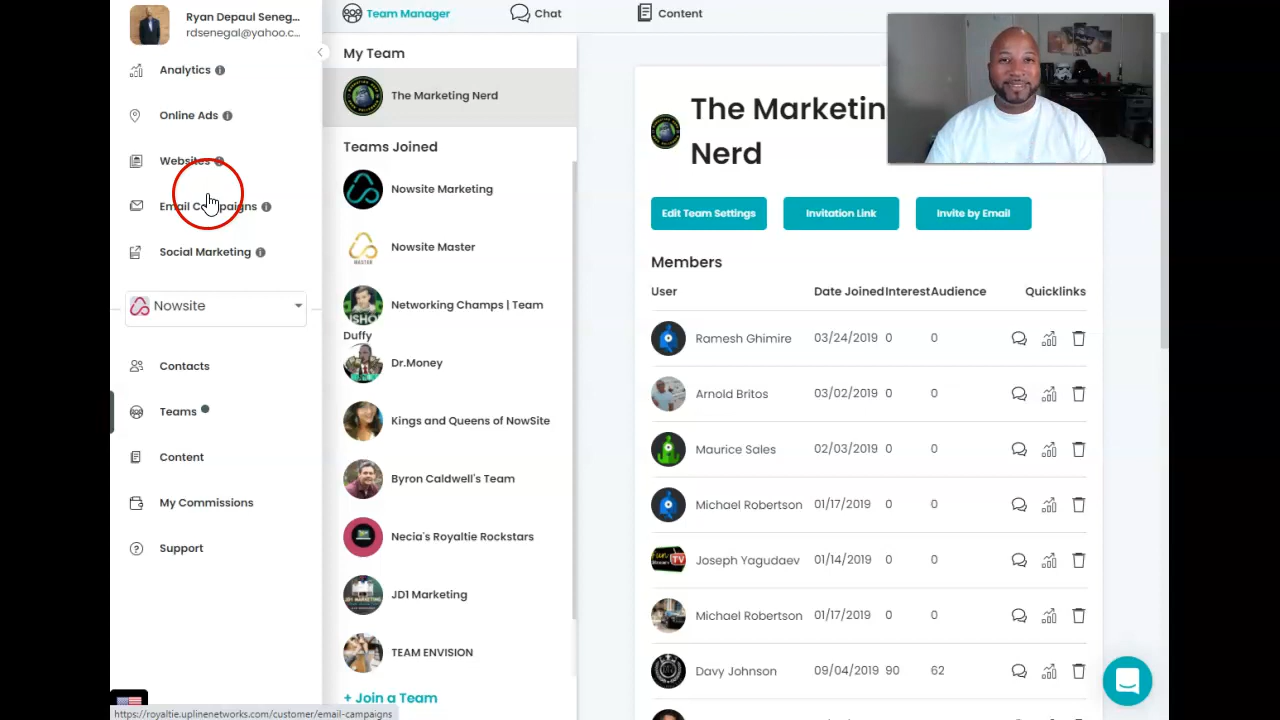 Ryan Depaul Seneg...
rdsenegal@yahoo.c...
Analytics
Online Ads
Websites
Email Campaigns
Social Marketing
Nowsite
Contacts
Teams
Content
My Commissions
Support
Team Manager
Chat
Content
My Team
The Marketing Nerd
Teams Joined
Nowsite Marketing
Nowsite Master
MASTER
Networking Champs | Team
Duffy
Dr.Money
Kings and Queens of NowSite
Byron Caldwell's Team
Necia's Royaltie Rockstars
JD1 Marketing
TEAM ENVISION
+ Join a Team
The Marketin
Nerd
Edit Team Settings
Invitation Link
Invite by Email
Members
User Date Joined Interest Audience Quicklinks
Ramesh Ghimire 03/24/2019 0 0
Arnold Britos 03/02/2019 0 0
Maurice Sales 02/03/2019 0 0
Michael Robertson 01/17/2019 0 0
Joseph Yagudaev 01/14/2019 0 0
Michael Robertson 01/17/2019 0 0
Davy Johnson 09/04/2019 90 62
https://royaltie.uplinenetworks.com/customer/email-campaigns